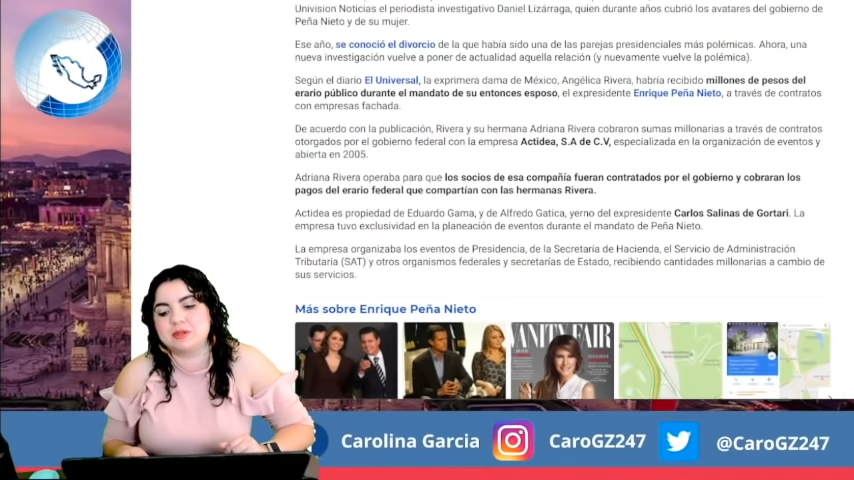 Univision Noticias el periodista investigativo Daniel Lizárraga, quien durante años cubrió los avatares del gobierno de
Peña Nieto y de su mujer.
Ese año, se conoció el divorcio de la que había sido una de las parejas presidenciales más polémicas. Ahora, una
nueva investigación vuelve a poner de actualidad aquella relación (y nuevamente vuelve la polémica).
Según el diario El Universal, la exprimera dama de México, Angélica Rivera, habría recibido millones de pesos del
erario público durante el mandato de su entonces esposo, el expresidente Enrique Peña Nieto, a través de contratos
con empresas fachada.
De acuerdo con la publicación, Rivera y su hermana Adriana Rivera cobraron sumas millonarias a través de contratos
otorgados por el gobierno federal con la empresa Actidea, S.A de C.V, especializada en la organización de eventos y
abierta en 2005.
Adriana Rivera operaba para que los socios de esa compañía fueran contratados por el gobierno y cobraran los
pagos del erario federal que compartían con las hermanas Rivera.
Actidea es propiedad de Eduardo Gama, y de Alfredo Gatica, yerno del expresidente Carlos Salinas de Gortari. La
empresa tuvo exclusividad en la planeación de eventos durante el mandato de Peña Nieto.
La empresa organizaba los eventos de Presidencia, de la Secretaria de Hacienda, el Servicio de Administración
Tributaria (SAT) y otros organismos federales y secretarías de Estado, recibiendo cantidades millonarias a cambio de
sus servicios.
Más sobre Enrique Peña Nieto
VANITY FAIR
Carolina Garcia
CaroGZ247
@CaroGZ247